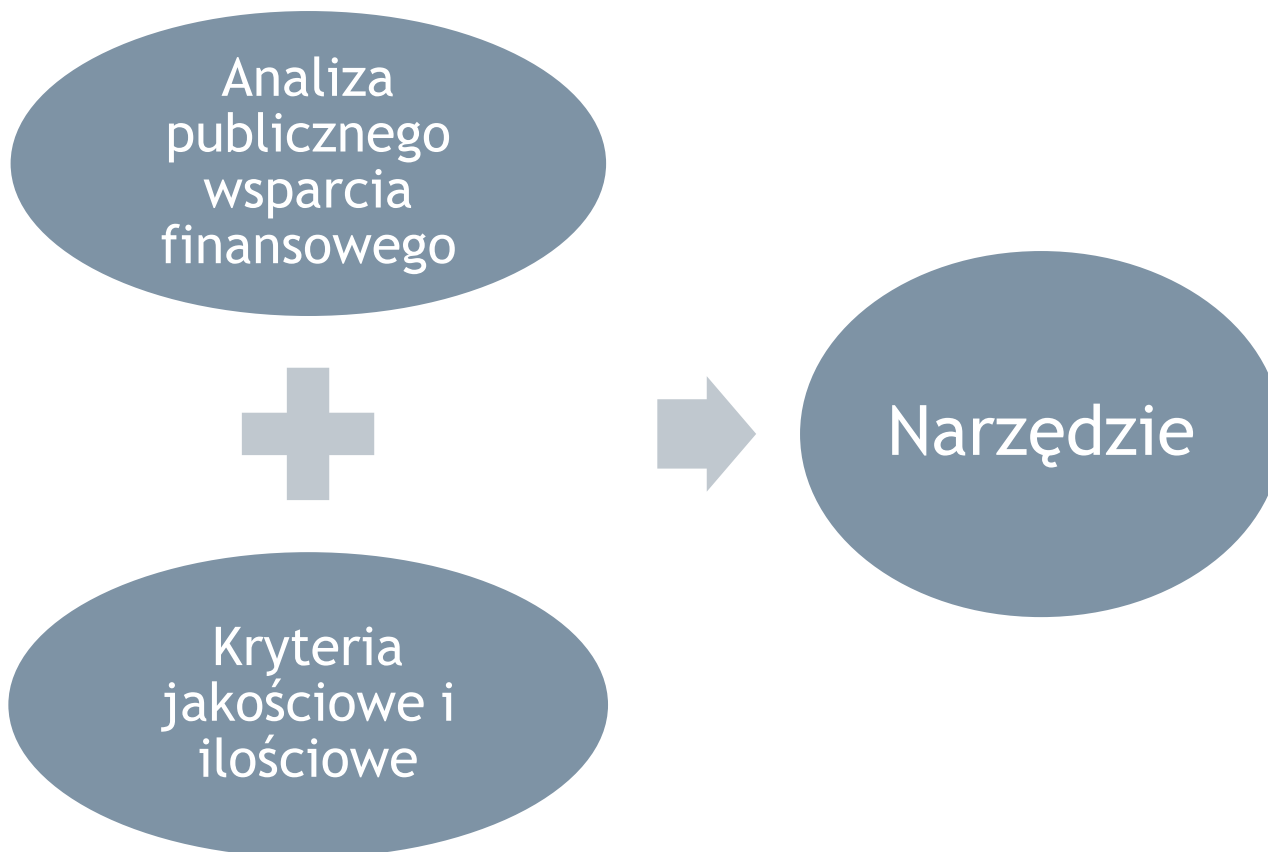 Analiza
publicznego
wsparcia
finansowego
Kryteria
jakościowe i
ilościowe
Narzędzie